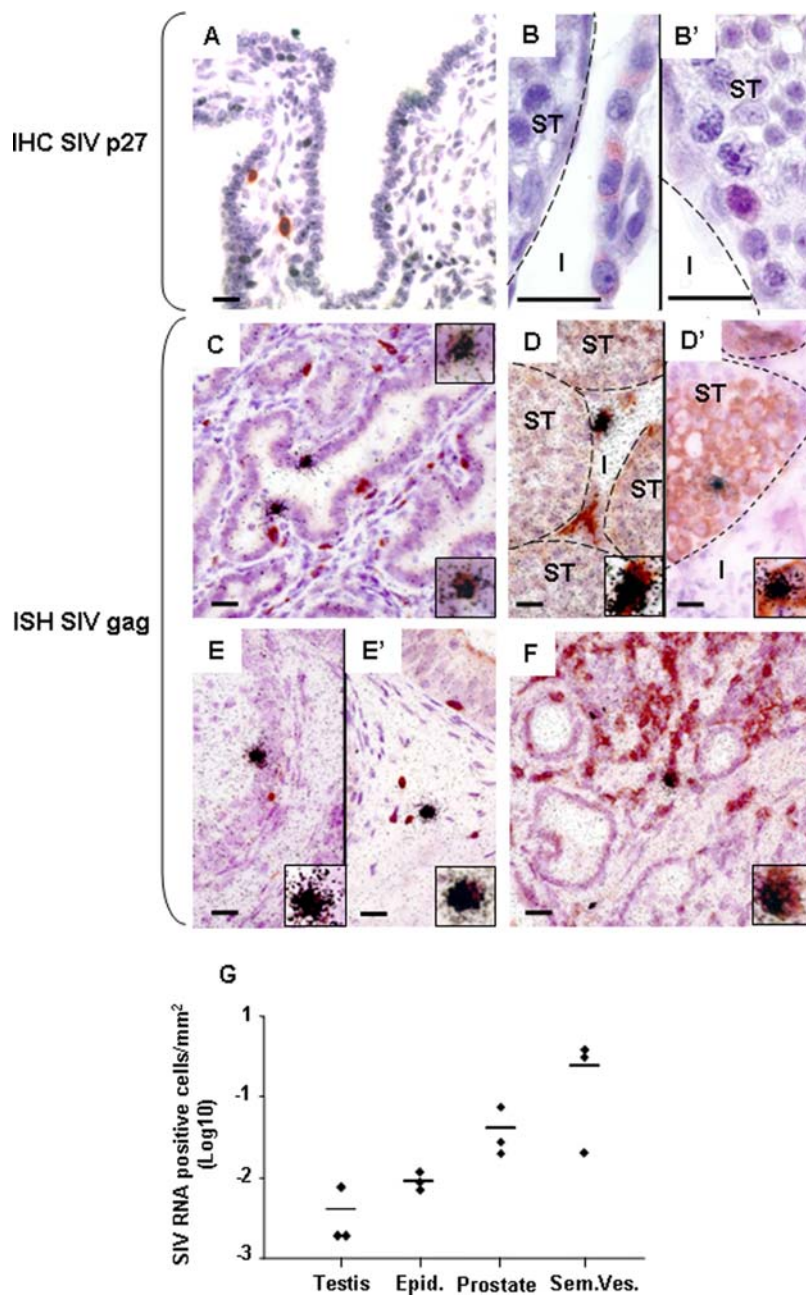 A
B
B'
IHC SIV p27
ST
ST
I
I
C
D
D'
ISH SIV gag
ST
ST
ST
I
ST
ST
I
E
E'
F
G
SIV RNA positive cells/mm²
(Log10)
1
-1
-2
-3
Testis
Epid.
Prostate
Sem.Ves.